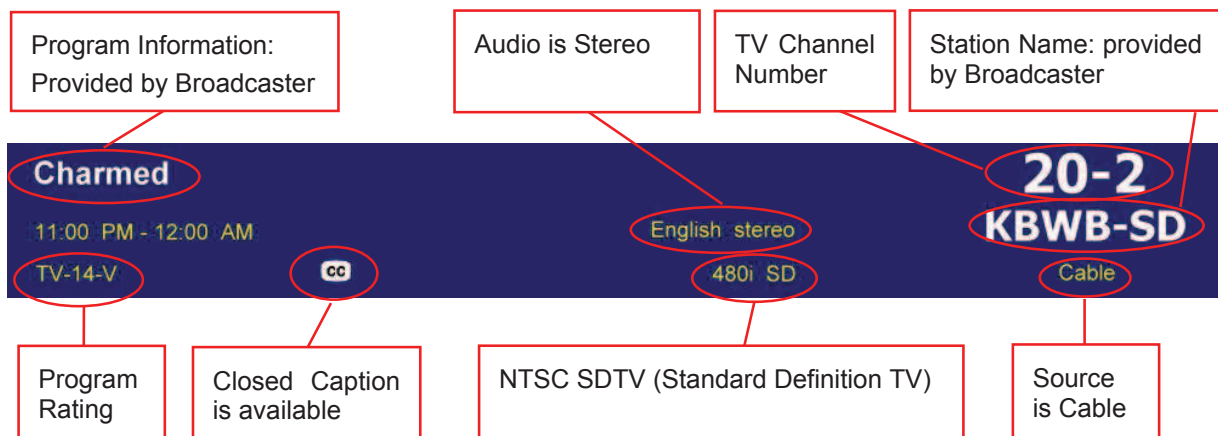 Program Information:
Provided by Broadcaster
Audio is Stereo
TV Channel
Number
Station Name: provided
by Broadcaster
Charmed
20-2
11:00 PM - 12:00 AM
English stereo
KBWB-SD
TV-14-V
CC
480i SD
Cable
Program
Rating
Closed Caption
is available
NTSC SDTV (Standard Definition TV)
Source
is Cable